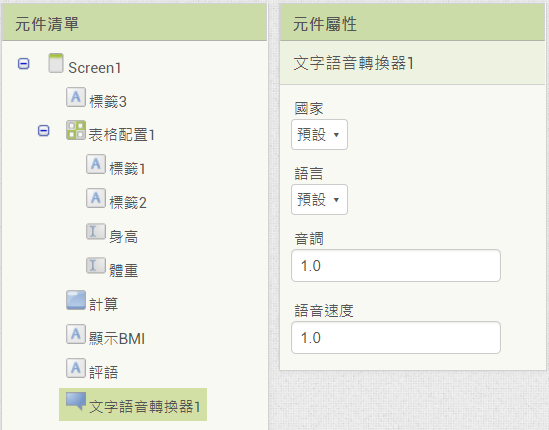 元件清單
Screen1
標籤3
表格配置1
標籤1
標籤2
身高
體重
計算
顯示BMI
評語
文字語音轉換器1
元件屬性
文字語音轉換器1
國家
預設
語言
預設
音調
1.0
語音速度
1.0